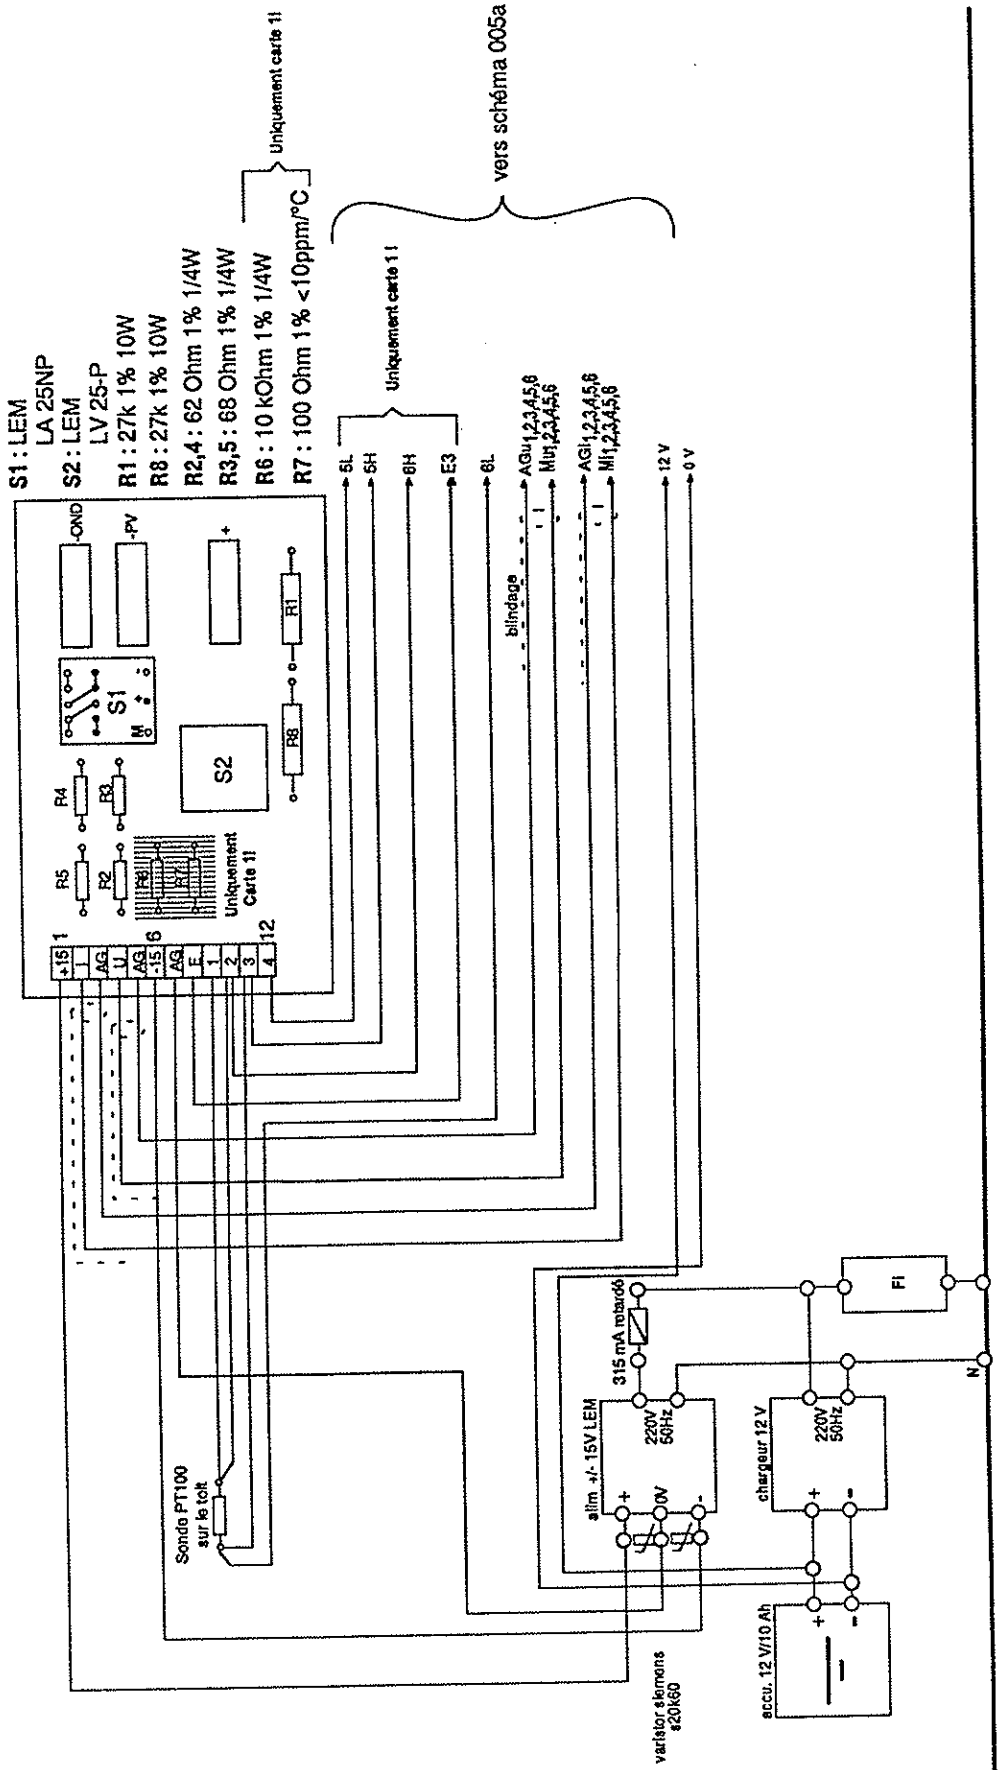 S1 : LEM
LA 25NP
S2 : LEM
LV 25-P
R1 : 27k 1% 10W
R8 : 27k 1% 10W
R2,4 : 62 Ohm 1% 1/4W
R3,5 : 68 Ohm 1% 1/4W
R6 : 10 kOhm 1% 1/4W
R7 : 100 Ohm 1% <10ppm/°C
Uniquement carte 1!
-OND
-PV
+
S1
M + -
S2
R1
R8
R4
R3
R5
R2
R6
R7
Uniquement
Carte 1!
1
6
12
+15
I
AG
U
AG
-15
AG
E
1
2
3
4
5L
5H
6H
E3
6L
Uniquement carte 1 !
blindage
AGu1,2,3,4,5,6
Mu1,2,3,4,5,6
AGi1,2,3,4,5,6
Mi1,2,3,4,5,6
12 V
0 V
vers schéma 005a
Sonde PT100
sur le toit
315 mA retardé
alim +/- 15V LEM
220V
50Hz
+
0V
-
varistor siemens
s20k60
chargeur 12 V
220V
50Hz
+
-
accu. 12 V/10 Ah
+
-
Fi
N